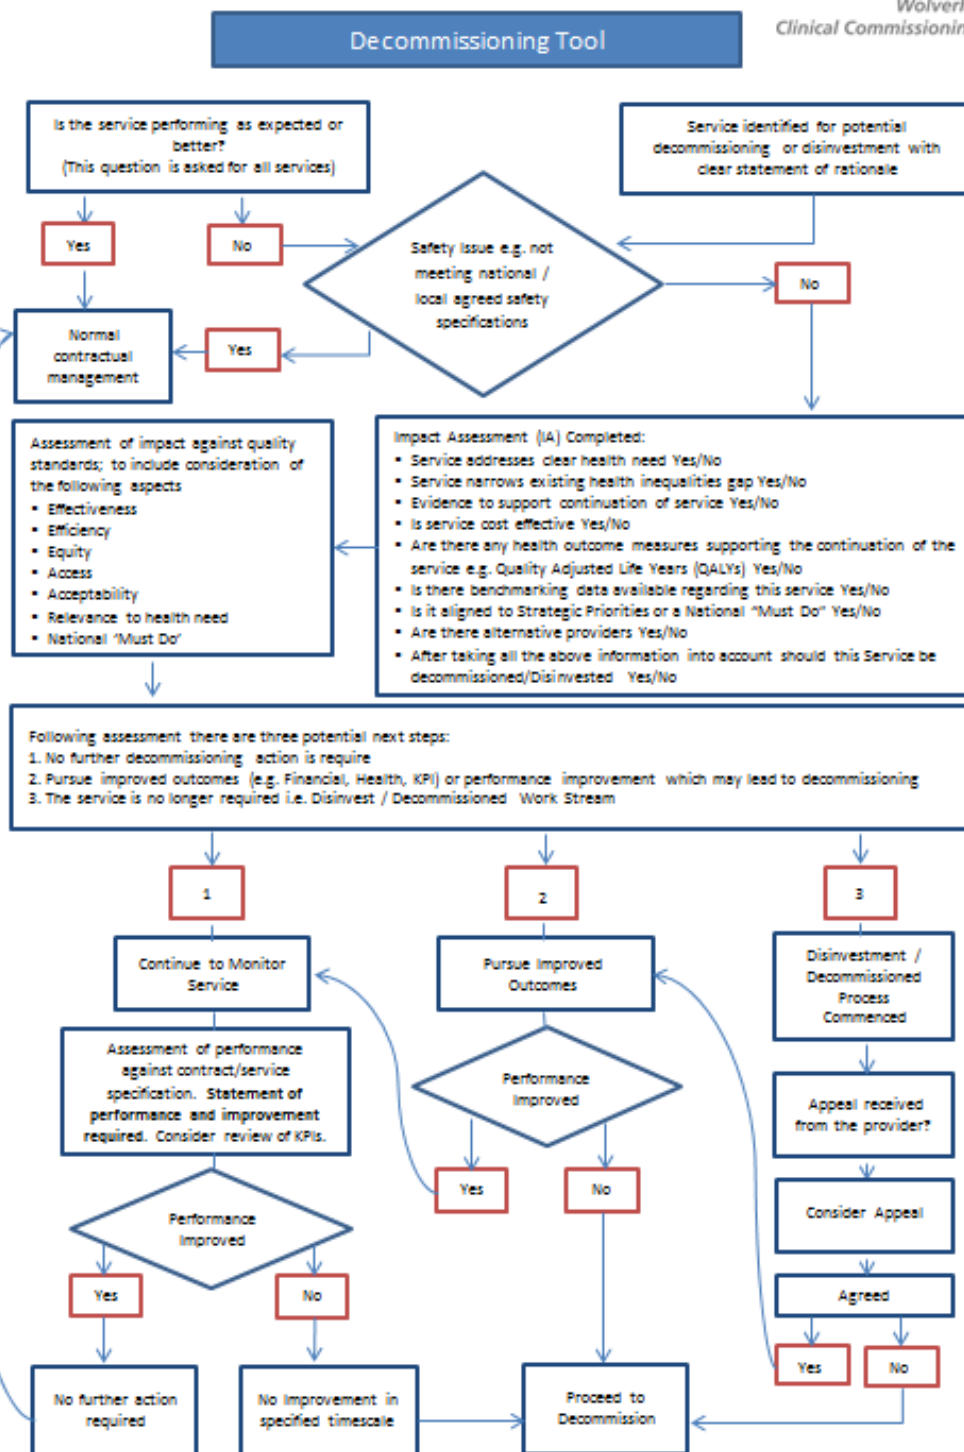 Wolverh
Clinical Commissionin
Decommissioning Tool
Is the service performing as expected or
better?
(This question is asked for all services)
Service identified for potential
decommissioning or disinvestment with
clear statement of rationale
Yes
No
Safety Issue e.g. not
meeting national /
local agreed safety
specifications
No
Normal
contractual
management
Yes
Assessment of impact against quality
standards; to include consideration of
the following aspects
▪ Effectiveness
▪ Efficiency
▪ Equity
▪ Access
▪ Acceptability
▪ Relevance to health need
▪ National 'Must Do'
Impact Assessment (IA) Completed:
▪ Service addresses clear health need Yes/No
▪ Service narrows existing health inequalities gap Yes/No
▪ Evidence to support continuation of service Yes/No
▪ Is service cost effective Yes/No
▪ Are there any health outcome measures supporting the continuation of the
service e.g. Quality Adjusted Life Years (QALYs) Yes/No
▪ Is there benchmarking data available regarding this service Yes/No
▪ Is it aligned to Strategic Priorities or a National "Must Do" Yes/No
▪ Are there alternative providers Yes/No
▪ After taking all the above information into account should this Service be
decommissioned/Disinvested Yes/No
Following assessment there are three potential next steps:
1. No further decommissioning action is require
2. Pursue improved outcomes (e.g. Financial, Health, KPI) or performance improvement which may lead to decommissioning
3. The service is no longer required i.e. Disinvest / Decommissioned Work Stream
1
2
3
Continue to Monitor
Service
Pursue Improved
Outcomes
Disinvestment /
Decommissioned
Process
Commenced
Assessment of performance
against contract/service
specification. Statement of
performance and improvement
required. Consider review of KPIs.
Performance
Improved
Appeal received
from the provider?
Yes
No
Consider Appeal
Performance
Improved
Yes
No
Agreed
Yes
No
No further action
required
No Improvement in
specified timescale
Proceed to
Decommission